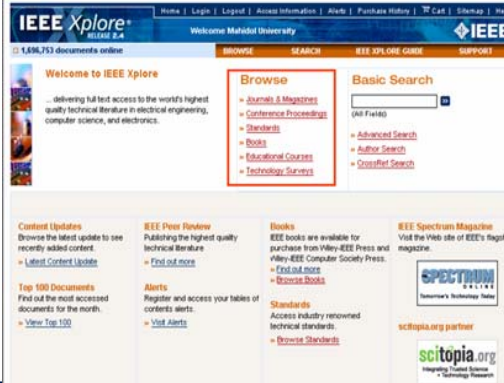 Home | Login | Logout | Access Information | Alerts | Purchase History | Cart | Sitemap |
IEEE Xplore®
RELEASE 2.4
Welcome Mahidol University
IEEE
1,696,753 documents online
BROWSE SEARCH IEEE XPLORE GUIDE SUPPORT
Welcome to IEEE Xplore
... delivering full text access to the world's highest
quality technical literature in electrical engineering,
computer science, and electronics.
Browse
» Journals & Magazines
» Conference Proceedings
» Standards
» Books
» Educational Courses
» Technology Surveys
Basic Search
(All Fields)
» Advanced Search
» Author Search
» CrossRef Search
Content Updates
Browse the latest update to see
recently added content.
» Latest Content Update
Top 100 Documents
Find out the most accessed
documents for the month.
» View Top 100
IEEE Peer Review
Publishing the highest quality
technical literature
» Find out more
Alerts
Register and access your tables of
contents alerts.
» Visit Alerts
Books
IEEE books are available for
purchase from Wiley-IEEE Press and
Wiley-IEEE Computer Society Press.
» Find out more
» Browse Books
Standards
Access industry renowned
technical standards.
» Browse Standards
IEEE Spectrum Magazine
Visit the Web site of IEEE's flags
magazine.
SPECTRUM
ONLINE
Tomorrow's Technology Today
scitopia.org partner
scitopia.org
Integrating Trusted Science
+ Technology Research